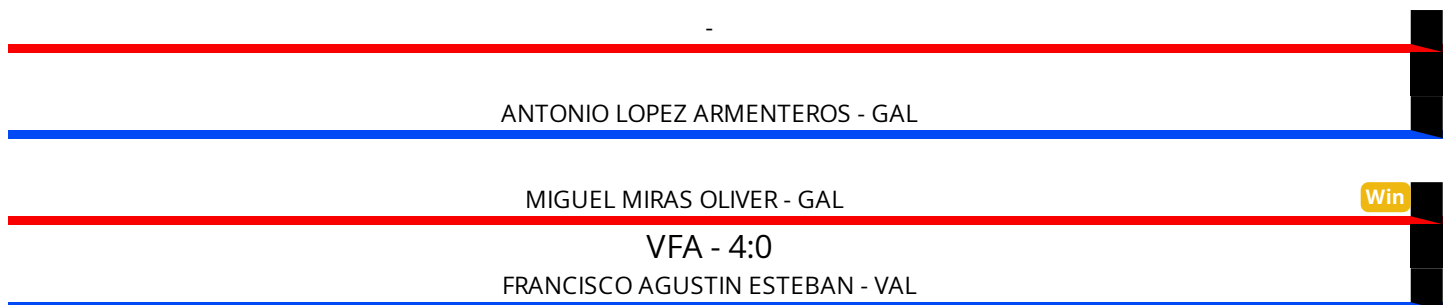 -
ANTONIO LOPEZ ARMENTEROS - GAL
MIGUEL MIRAS OLIVER - GAL
Win
VFA - 4:0
FRANCISCO AGUSTIN ESTEBAN - VAL